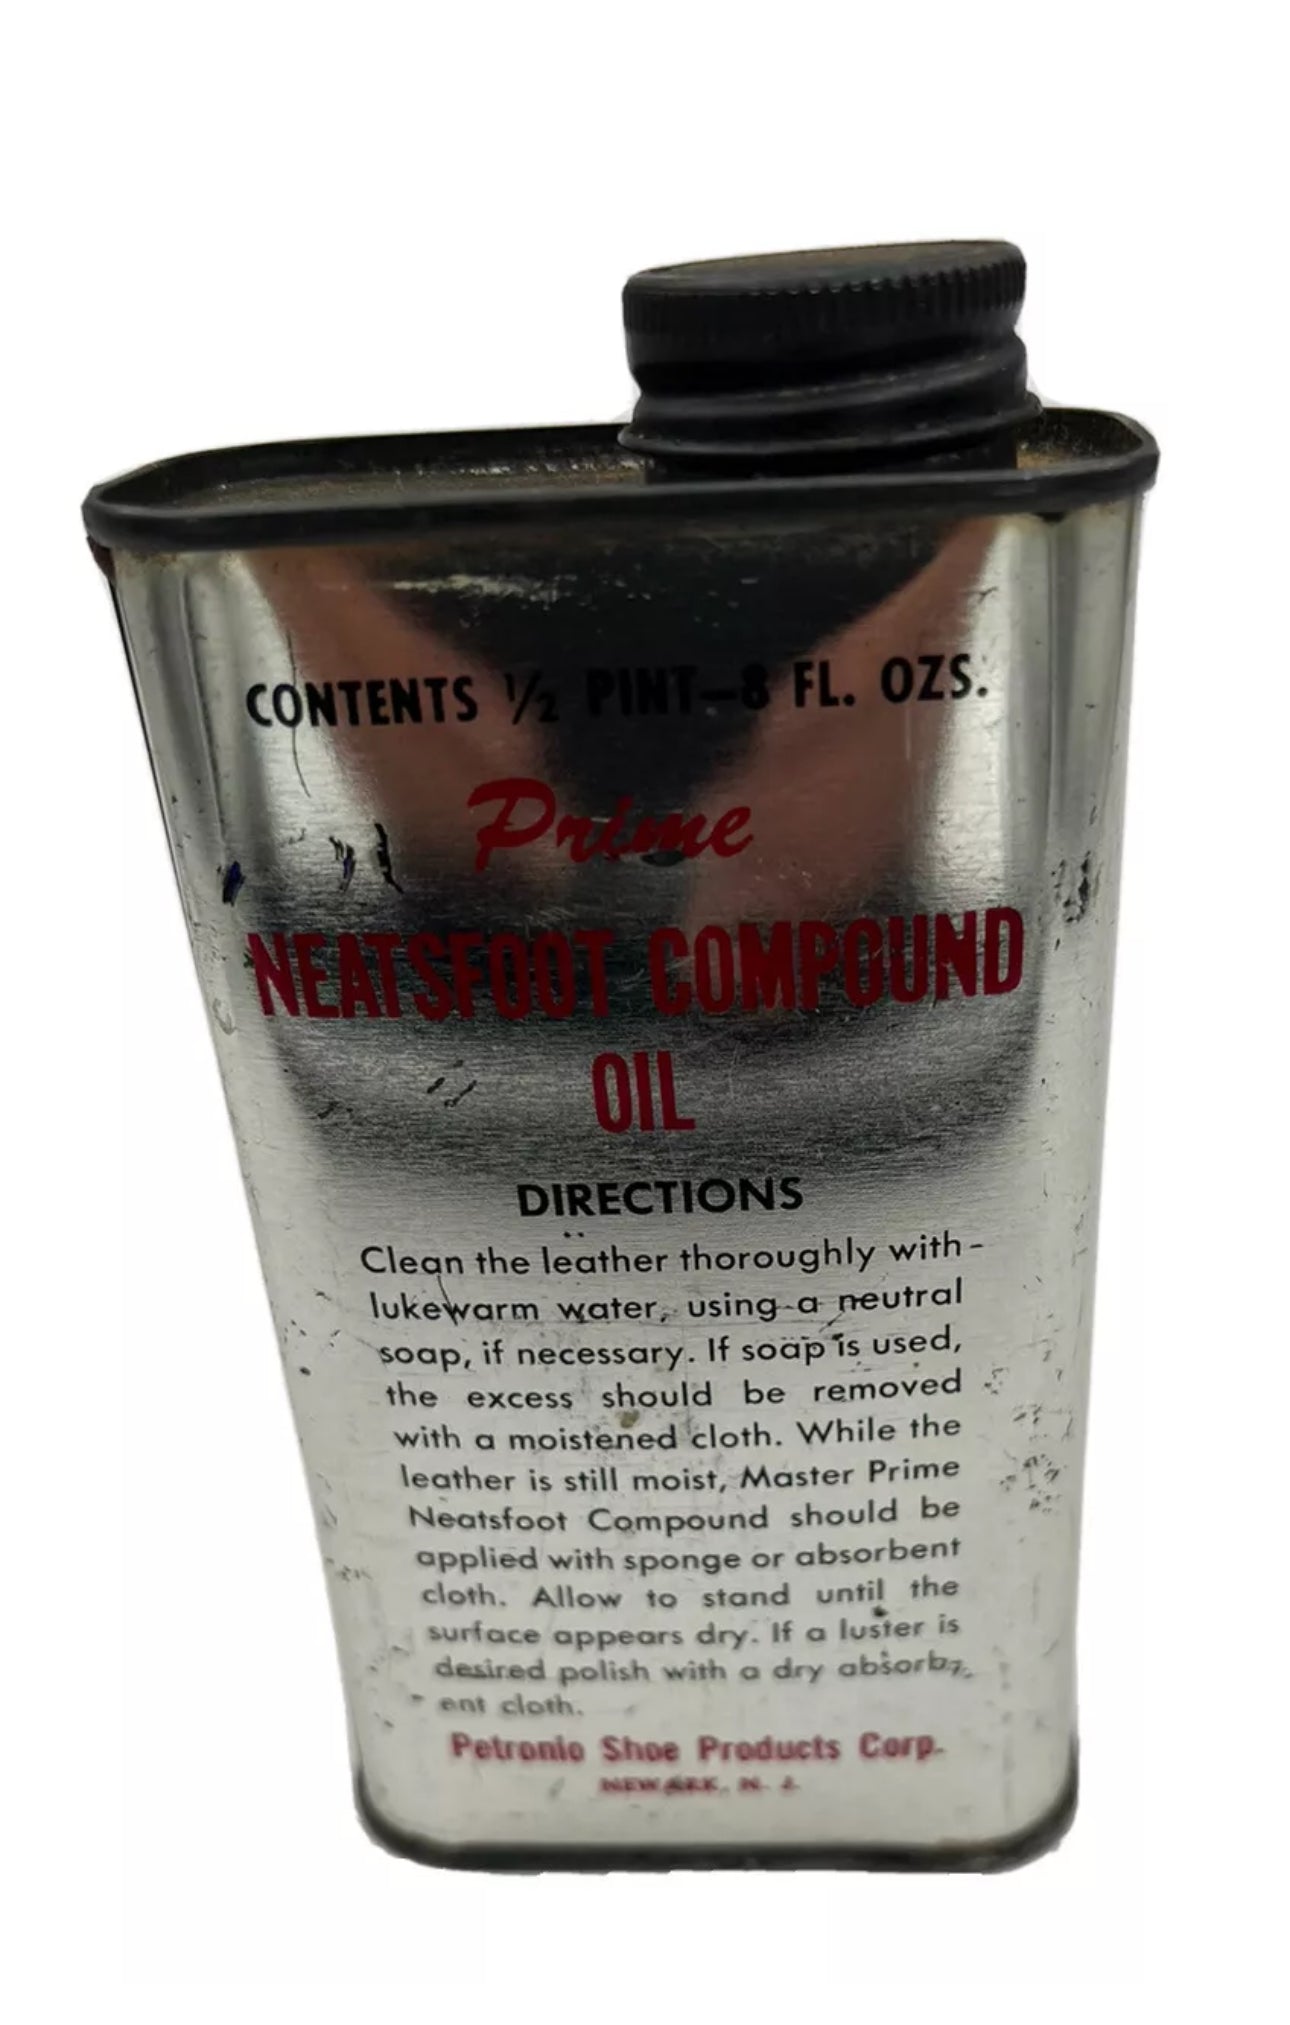 CONTENTS ½ PINT-8 FL. OZS.
Prime
NEATSFOOT COMPOUND
OIL
DIRECTIONS
Clean the leather thoroughly with-
lukewarm water, using a neutral
soap, if necessary. If soap is used,
the excess should be removed
with a moistened cloth. While the
leather is still moist, Master Prime
Neatsfoot Compound should be
applied with sponge or absorbent
cloth. Allow to stand until the
surface appears dry. If a luster is
desired polish with a dry absorb-
ent cloth.
Petronio Shoe Products Corp.
NEWARK, N. J.